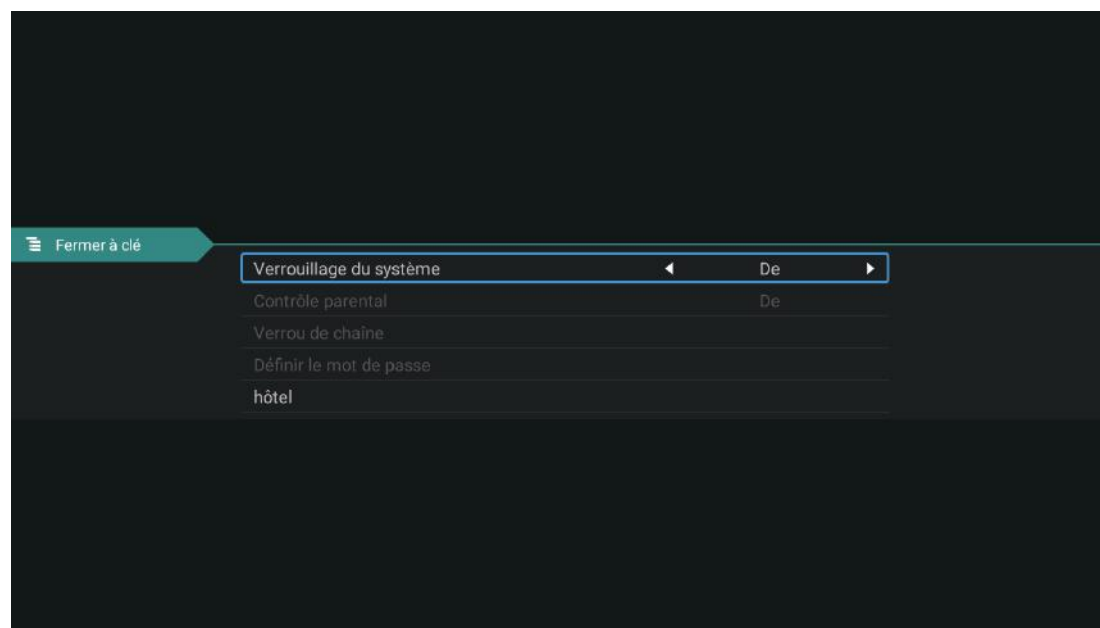 Fermer à clé
Verrouillage du système De
Contrôle parental De
Verrou de chaîne
Définir le mot de passe
hôtel